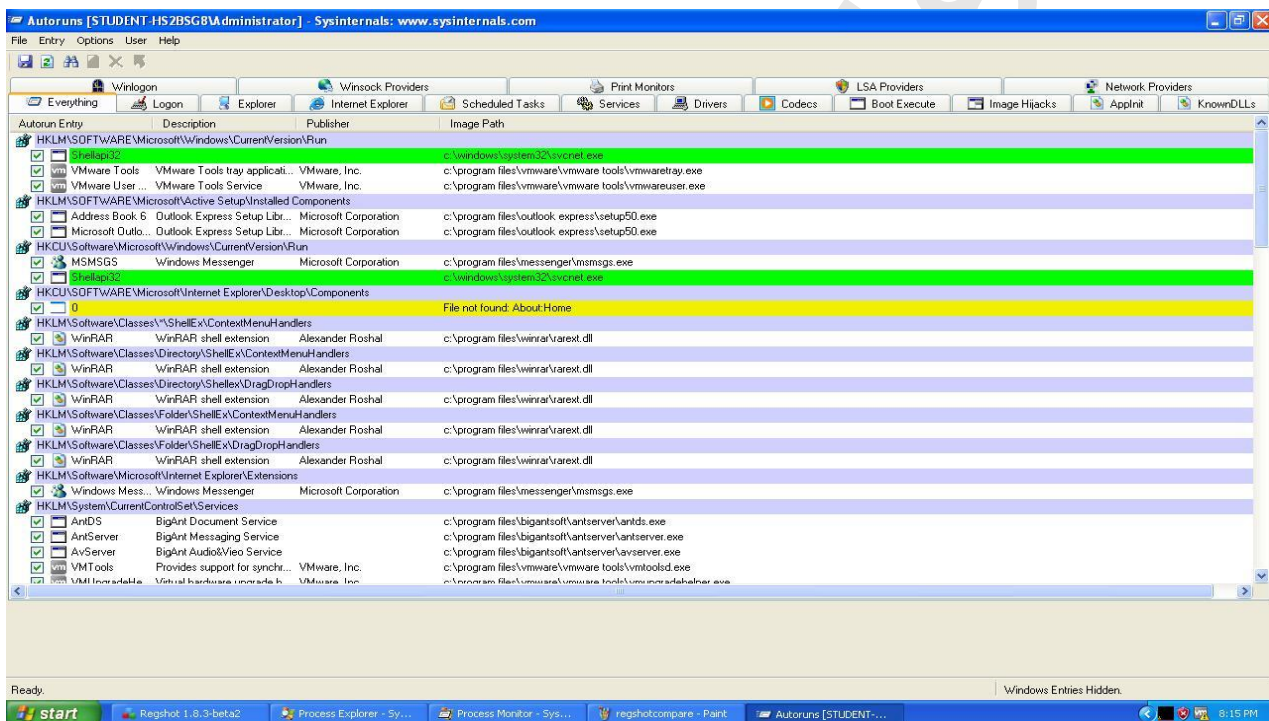 Autoruns [STUDENT-HS2BSG8\Administrator] - Sysinternals: www.sysinternals.com
File Entry Options User Help
Winlogon Winsock Providers Print Monitors LSA Providers Network Providers
Everything Logon Explorer Internet Explorer Scheduled Tasks Services Drivers Codecs Boot Execute Image Hijacks AppInit KnownDLLs
Autorun Entry Description Publisher Image Path
HKLM\SOFTWARE\Microsoft\Windows\CurrentVersion\Run
Shellapi32 c:\windows\system32\svcnet.exe
VMware Tools VMware Tools tray applicati... VMware, Inc. c:\program files\vmware\vmware tools\vmwaretray.exe
VMware User ... VMware Tools Service VMware, Inc. c:\program files\vmware\vmware tools\vmwareuser.exe
HKLM\SOFTWARE\Microsoft\Active Setup\Installed Components
Address Book 6 Outlook Express Setup Libr... Microsoft Corporation c:\program files\outlook express\setup50.exe
Microsoft Outlo... Outlook Express Setup Libr... Microsoft Corporation c:\program files\outlook express\setup50.exe
HKCU\Software\Microsoft\Windows\CurrentVersion\Run
MSMSGS Windows Messenger Microsoft Corporation c:\program files\messenger\msmsgs.exe
Shellapi32 c:\windows\system32\svcnet.exe
HKCU\SOFTWARE\Microsoft\Internet Explorer\Desktop\Components
0 File not found: About:Home
HKLM\Software\Classes\*\ShellEx\ContextMenuHandlers
WinRAR WinRAR shell extension Alexander Roshal c:\program files\winrar\rarext.dll
HKLM\Software\Classes\Directory\ShellEx\ContextMenuHandlers
WinRAR WinRAR shell extension Alexander Roshal c:\program files\winrar\rarext.dll
HKLM\Software\Classes\Directory\Shellex\DragDropHandlers
WinRAR WinRAR shell extension Alexander Roshal c:\program files\winrar\rarext.dll
HKLM\Software\Classes\Folder\ShellEx\ContextMenuHandlers
WinRAR WinRAR shell extension Alexander Roshal c:\program files\winrar\rarext.dll
HKLM\Software\Classes\Folder\ShellEx\DragDropHandlers
WinRAR WinRAR shell extension Alexander Roshal c:\program files\winrar\rarext.dll
HKLM\Software\Microsoft\Internet Explorer\Extensions
Windows Mess... Windows Messenger Microsoft Corporation c:\program files\messenger\msmsgs.exe
HKLM\System\CurrentControlSet\Services
AntDS BigAnt Document Service c:\program files\bigantsoft\antserver\antds.exe
AntServer BigAnt Messaging Service c:\program files\bigantsoft\antserver\antserver.exe
AvServer BigAnt Audio&Vieo Service c:\program files\bigantsoft\antserver\avserver.exe
VMTools Provides support for synchr... VMware, Inc. c:\program files\vmware\vmware tools\vmtoolsd.exe
VMUpgradeHe... Virtual hardware upgrade h... VMware, Inc. c:\program files\vmware\vmware tools\vmupgradehelper.exe
Ready. Windows Entries Hidden.
start Regshot 1.8.3-beta2 Process Explorer - Sy... Process Monitor - Sys... regshotcompare - Paint Autoruns [STUDENT-... 8:15 PM